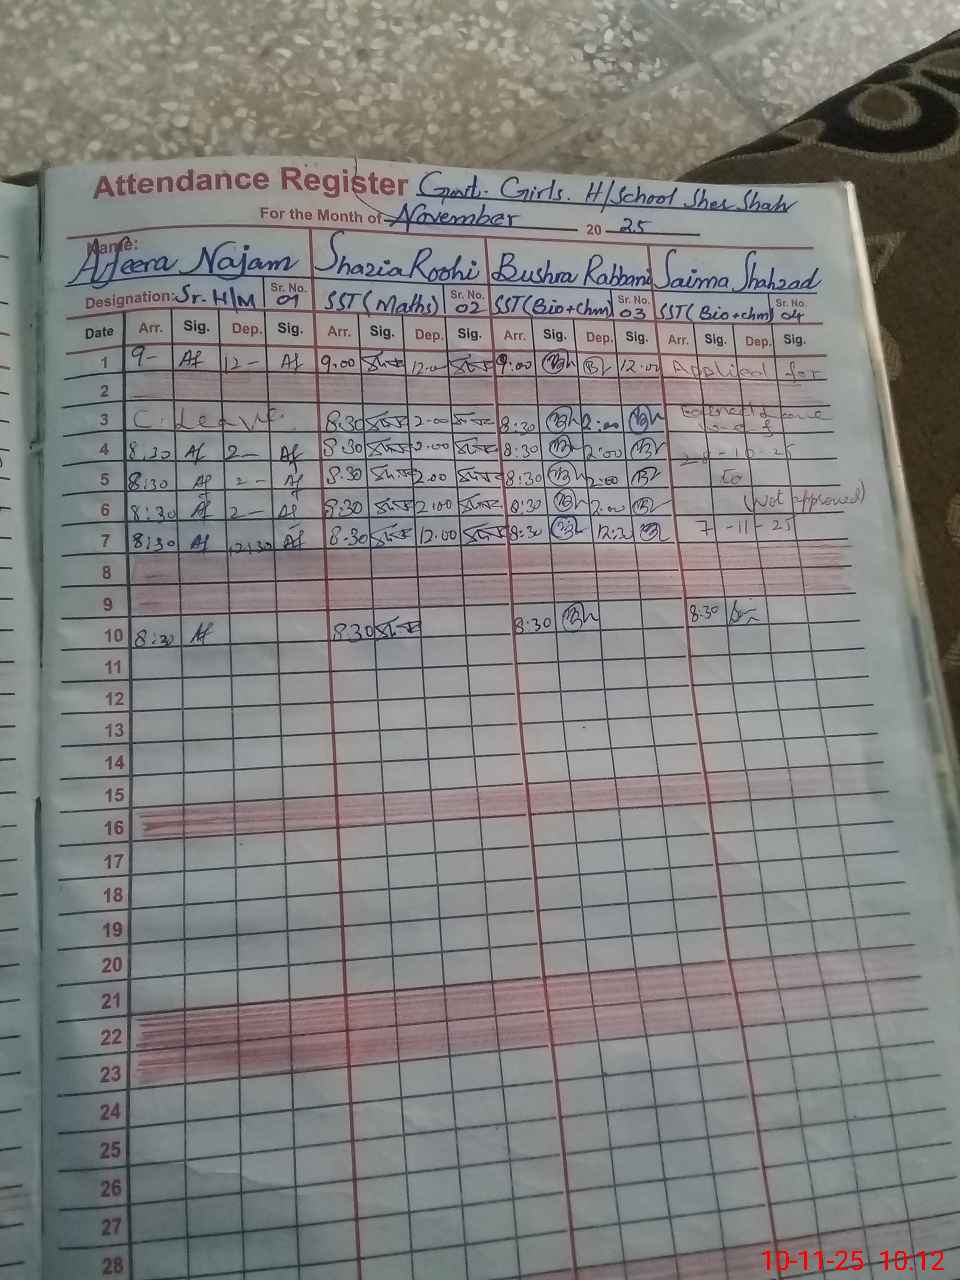 Attendance Register Govt. Girls. H/School Sher Shah
For the Month of November 20 25
Name: Afeera Najam Shazia Roohi Bushra Rabbani Saima Shahzad
Designation: Sr. H/M Sr. No. 01 SST (Maths) Sr. No. 02 SST (Bio+chm) Sr. No. 03 SST (Bio+chm) Sr. No. 04
Date Arr. Sig. Dep. Sig. Arr. Sig. Dep. Sig. Arr. Sig. Dep. Sig. Arr. Sig. Dep. Sig.
1 9- Af 12- Af 9.00 12.00 9:00 12.00 Applied for
2
3 C. Leave 8.30 2.00 8:30 2:00
4 8.30 Af 2- Af 8.30 2.00 8:30 2:00 28-10-25
5 8:30 Af 2- Af 8.30 2.00 8:30 2:00 to
6 8:30 Af 2- Af 8:30 2:00 8:30 2:00 (Not approved)
7 8:30 Af 12:30 Af 8.30 12.00 8:30 7-11-25
8
9
10 8:30 Af 8.30 8:30 8:30
11
12
13
14
15
16
17
18
19
20
21
22
23
24
25
26
27
28
10-11-25 10.12